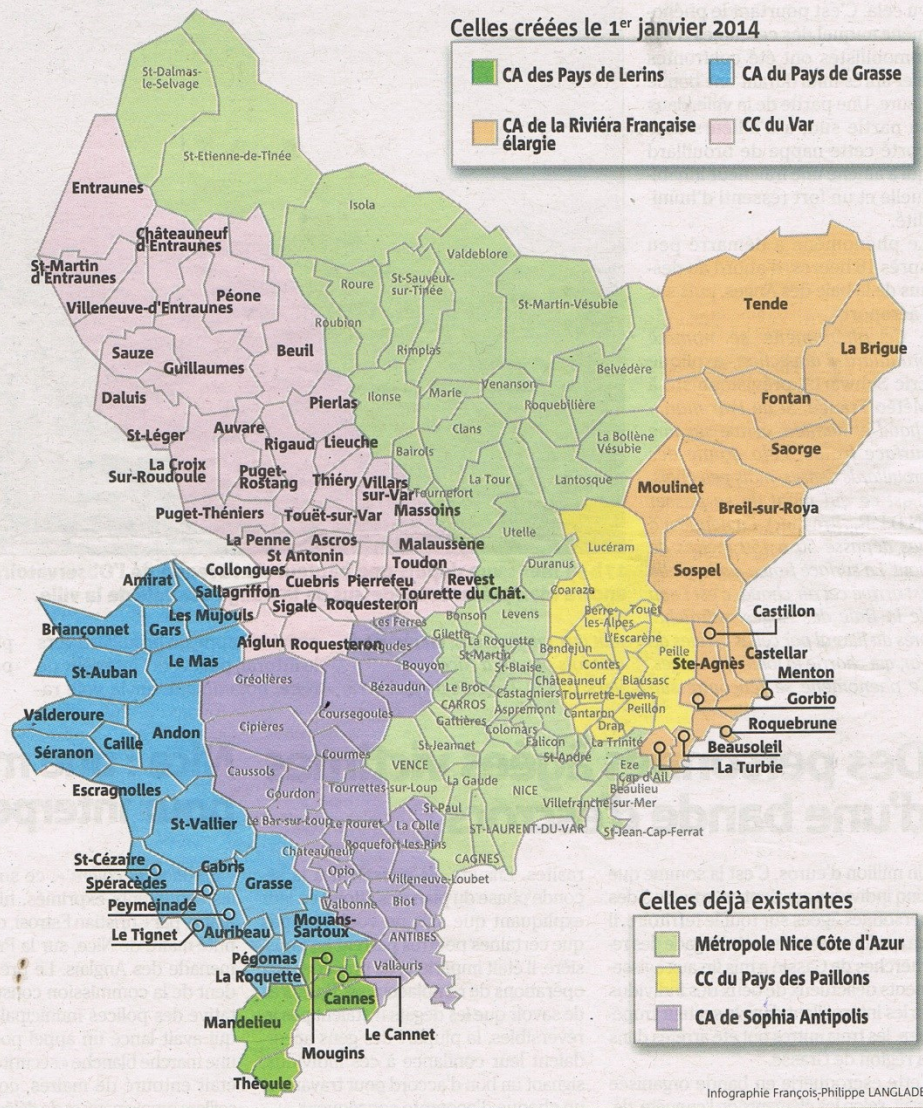 Celles créées le 1er janvier 2014
CA des Pays de Lerins
CA du Pays de Grasse
CA de la Riviéra Française
élargie
CC du Var
St-Dalmas-
le-Selvage
St-Etienne-de-Tinée
Entraunes
Isola
Châteauneuf
d'Entraunes
Valdeblore
St-Martin
d'Entraunes
Péone
Roure
St-Sauveur-
sur-Tinée
St-Martin-Vésubie
Tende
Villeneuve-d'Entraunes
Roubion
La Brigue
Sauze
Beuil
Rimplas
Guillaumes
Belvédère
Daluis
Pierlas
Ilonse
Marie
Venanson
Fontan
Roquebilière
St-Léger
Auvare
Rigaud
Lieuche
Clans
La Bollène
Vésubie
Saorge
Bairols
La Croix
Sur-Roudoule
Puget-
Rostang
Thiéry
Villars
sur-Var
La Tour
Lantosque
Moulinet
Tournefort
Puget-Théniers
Touët-sur-Var
Massoins
Breil-sur-Roya
Utelle
La Penne
Ascros
Malaussène
Lucéram
St Antonin
Toudon
Duranus
Sospel
Amirat
Collongues
Sallagriffon
Cuebris
Pierrefeu
Revest
Tourette du Chât.
Coaraze
Castillon
Briançonnet
Gars
Les Mujouls
Sigale
Roquesteron
Bonson
Levens
Berre-
les-Alpes
Touët
L'Escarène
Les Ferres
Gilette
Aiglun
Roquesteron
La Roquette
St-Martin
Bendejun
Peille
Ste-Agnès
Castellar
St-Auban
Le Mas
Bouyon
St-Blaise
Contes
Menton
Gréolières
Bézaudun
Le Broc
Châteauneuf
Blausasc
Gorbio
Castagniers
Tourrette-Levens
Valderoure
Andon
Coursegoules
CARROS
Aspremont
Peillon
Gattières
Cantaron
Roquebrune
Séranon
Caille
Cipières
Colomars
Drap
Beausoleil
St-Jeannet
Falicon
La Trinité
La Turbie
Courmes
St-André
Caussols
VENCE
Eze
Cap d'Ail
Escragnolles
Gourdon
Tourrettes-sur-Loup
La Gaude
NICE
Beaulieu
Villefranche-sur-Mer
St-Vallier
Le Bar-sur-Loup
Le Rouret
St-Paul
La Colle
ST-LAURENT-DU-VAR
St-Jean-Cap-Ferrat
Roquefort-les-Pins
St-Cézaire
Cabris
Châteauneuf
CAGNES
Spéracèdes
Grasse
Opio
Villeneuve-Loubet
Peymeinade
Valbonne
Biot
Le Tignet
Auribeau
Mouans-
Sartoux
ANTIBES
Pégomas
Vallauris
La Roquette
Cannes
Mandelieu
Le Cannet
Mougins
Théoule
Celles déjà existantes
Métropole Nice Côte d'Azur
CC du Pays des Paillons
CA de Sophia Antipolis
Infographie François-Philippe LANGLADE